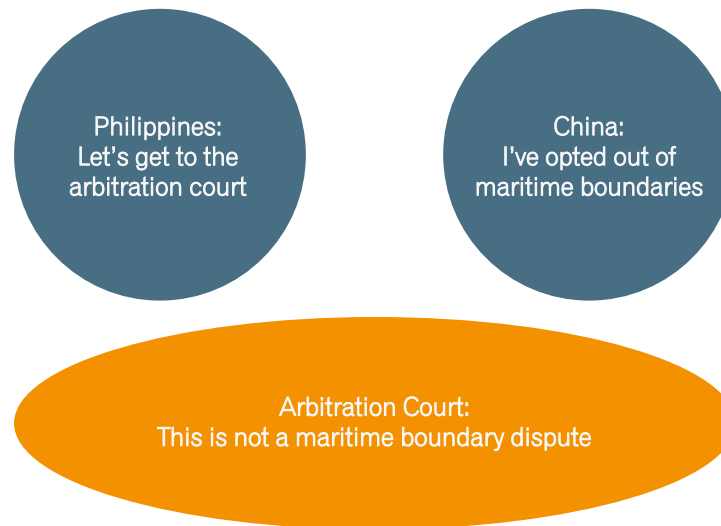 Philippines:
Let's get to the
arbitration court
China:
I've opted out of
maritime boundaries
Arbitration Court:
This is not a maritime boundary dispute